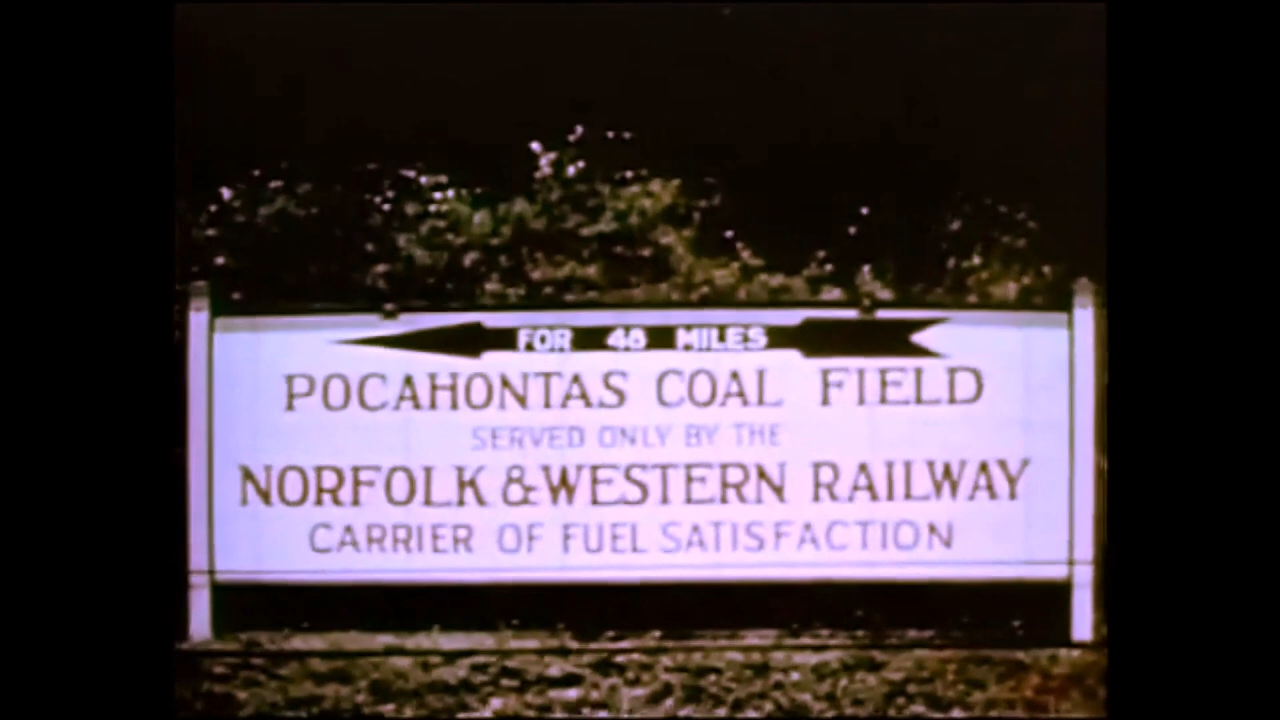 FOR 48 MILES
POCAHONTAS COAL FIELD
SERVED ONLY BY THE
NORFOLK & WESTERN RAILWAY
CARRIER OF FUEL SATISFACTION